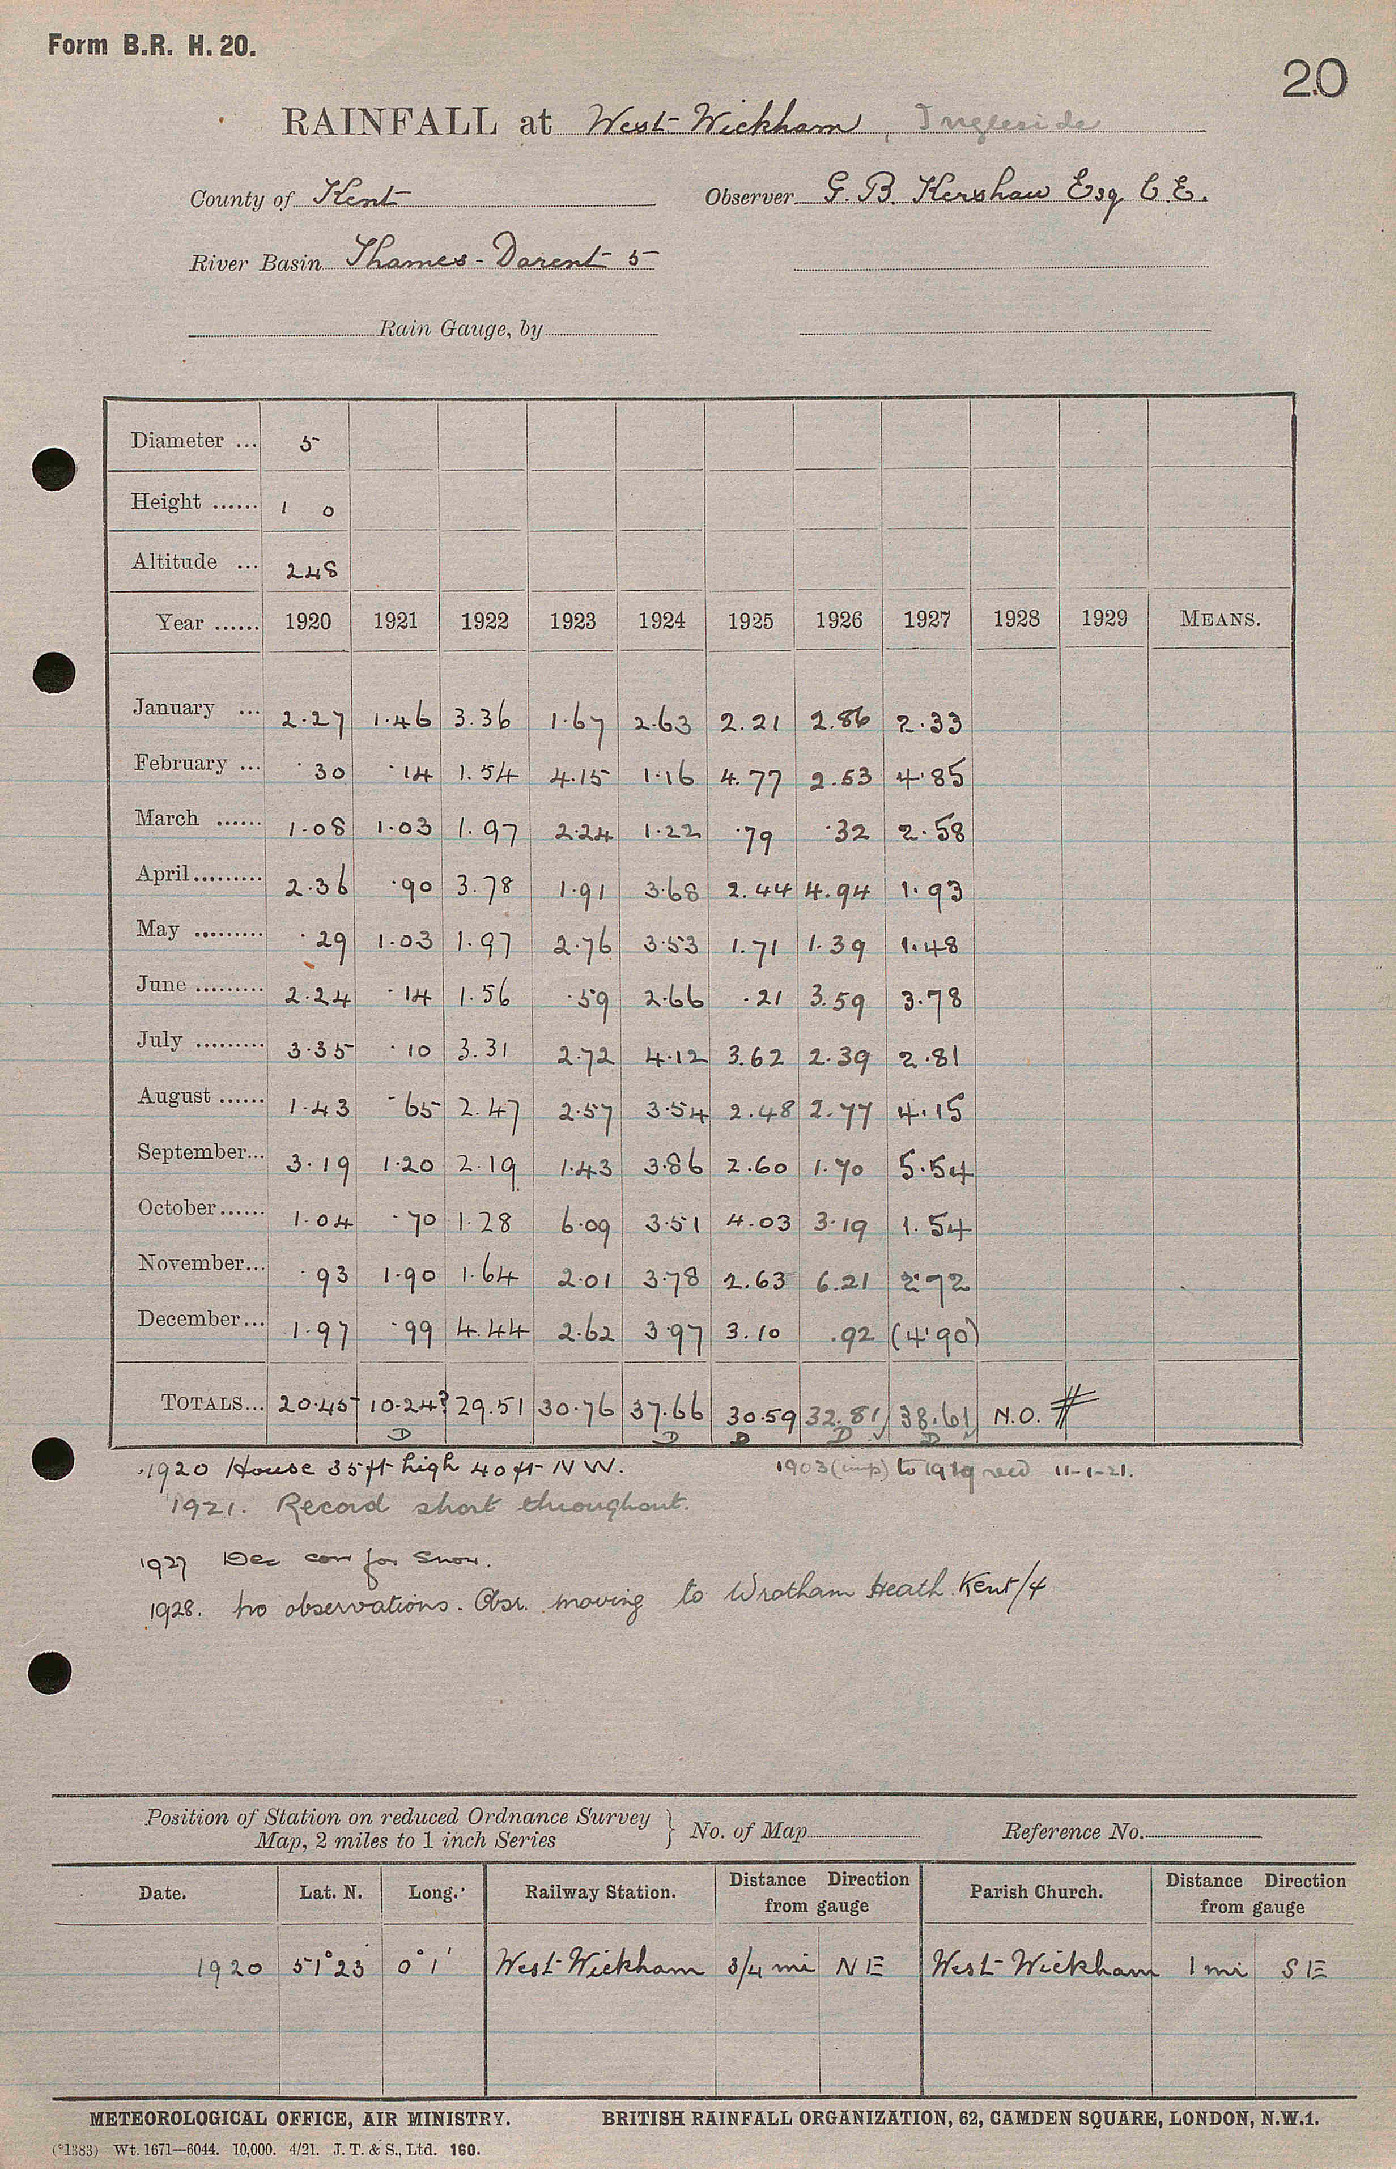 Form B.R. H. 20.
20
RAINFALL at West Wickham, Ingleside
County of Kent Observer G. B. Kershaw Esq C.E.
River Basin Thames - Darent 5
Rain Gauge, by
Diameter ... 5
Height ...... 1 0
Altitude ... 248
Year ...... 1920 1921 1922 1923 1924 1925 1926 1927 1928 1929 MEANS.
January ... 2.27 1.46 3.36 1.67 2.63 2.21 2.86 2.33
February ... .30 .14 1.54 4.15 1.16 4.77 2.53 4.85
March ...... 1.08 1.03 1.97 2.24 1.22 .79 .32 2.58
April......... 2.36 .90 3.78 1.91 3.68 2.44 4.94 1.93
May ......... .29 1.03 1.97 2.76 3.53 1.71 1.39 1.48
June ......... 2.24 .14 1.56 .59 2.66 .21 3.59 3.78
July ......... 3.35 .10 3.31 2.72 4.12 3.62 2.39 2.81
August ...... 1.43 .65 2.47 2.57 3.54 2.48 2.77 4.15
September... 3.19 1.20 2.19 1.43 3.86 2.60 1.70 5.54
October...... 1.04 .70 1.28 6.09 3.51 4.03 3.19 1.54
November... .93 1.90 1.64 2.01 3.78 2.63 6.21 2.72
December... 1.97 .99 4.44 2.62 3.97 3.10 .92 (4.90)
TOTALS... 20.45 10.24? 29.51 30.76 37.66 30.59 32.81 38.61 N.O. #
D D D D D
1920 House 35ft high 40ft NW. 1903 (imp) to 1919 recd 11-1-21.
1921. Record short throughout.
1927 Dec corr for snow.
1928. No observations. Obsr. moving to Wrotham Heath Kent/4
Position of Station on reduced Ordnance Survey
Map, 2 miles to 1 inch Series } No. of Map Reference No.
Date. Lat. N. Long. Railway Station. Distance Direction from gauge Parish Church. Distance Direction from gauge
1920 51°23 0°1' West Wickham 3/4 mi NE West Wickham 1 mi SE
METEOROLOGICAL OFFICE, AIR MINISTRY. BRITISH RAINFALL ORGANIZATION, 62, CAMDEN SQUARE, LONDON, N.W.1.
(*1383) Wt. 1671—6044. 10,000. 4/21. J. T. & S., Ltd. 160.